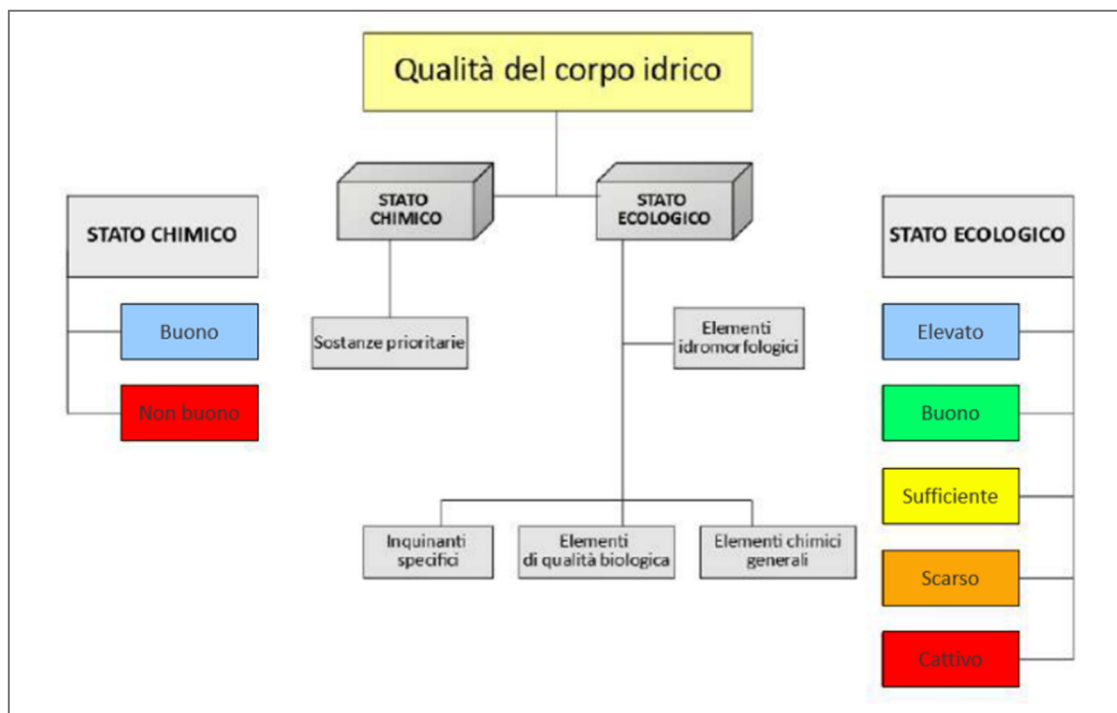 Qualità del corpo idrico
STATO
CHIMICO
STATO
ECOLOGICO
STATO CHIMICO
Buono
Non buono
Sostanze prioritarie
Elementi
idromorfologici
Inquinanti
specifici
Elementi
di qualità biologica
Elementi chimici
generali
STATO ECOLOGICO
Elevato
Buono
Sufficiente
Scarso
Cattivo